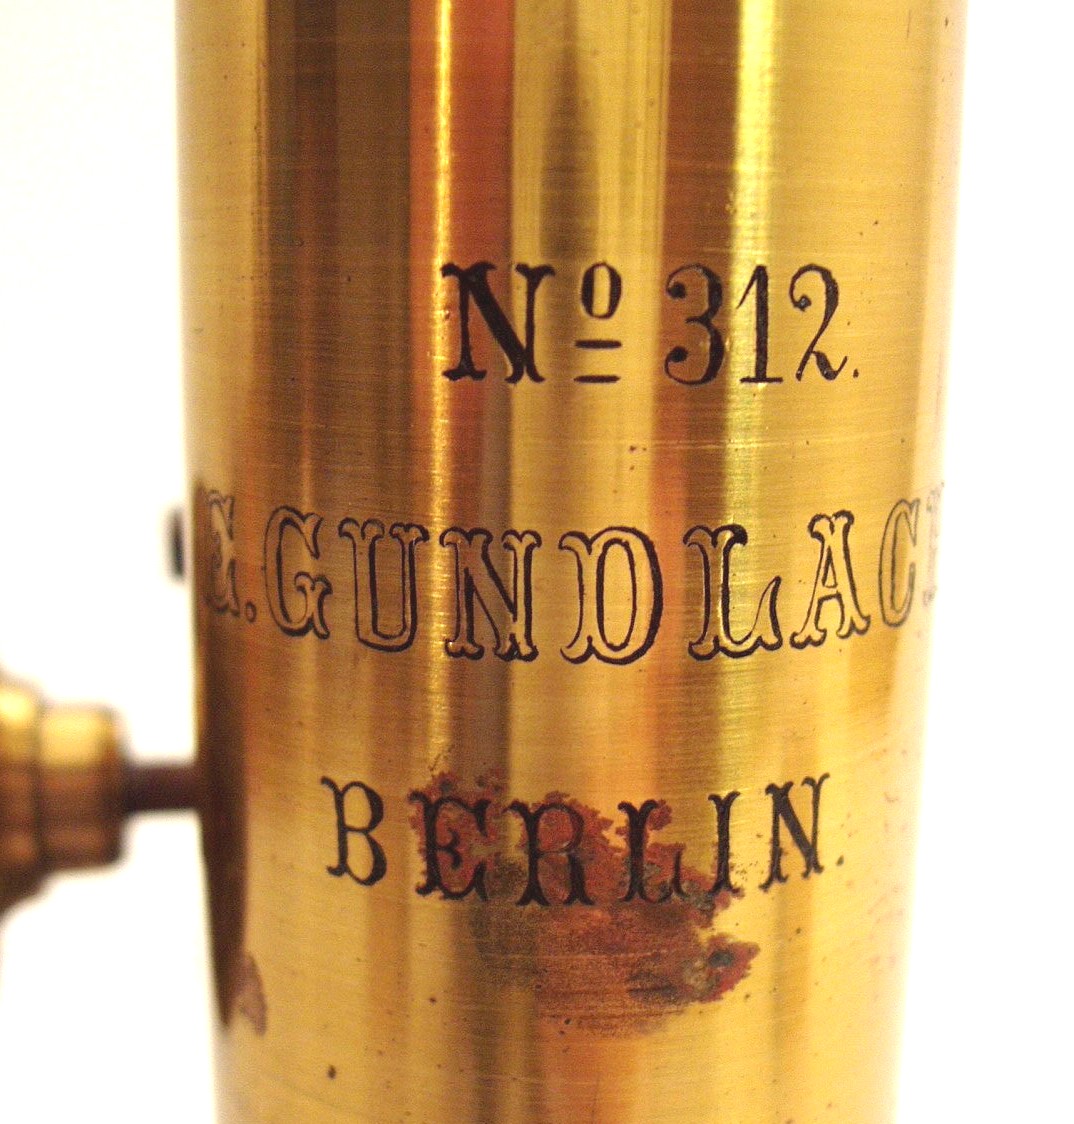 Nº 312.
E. GUNDLACH
BERLIN.